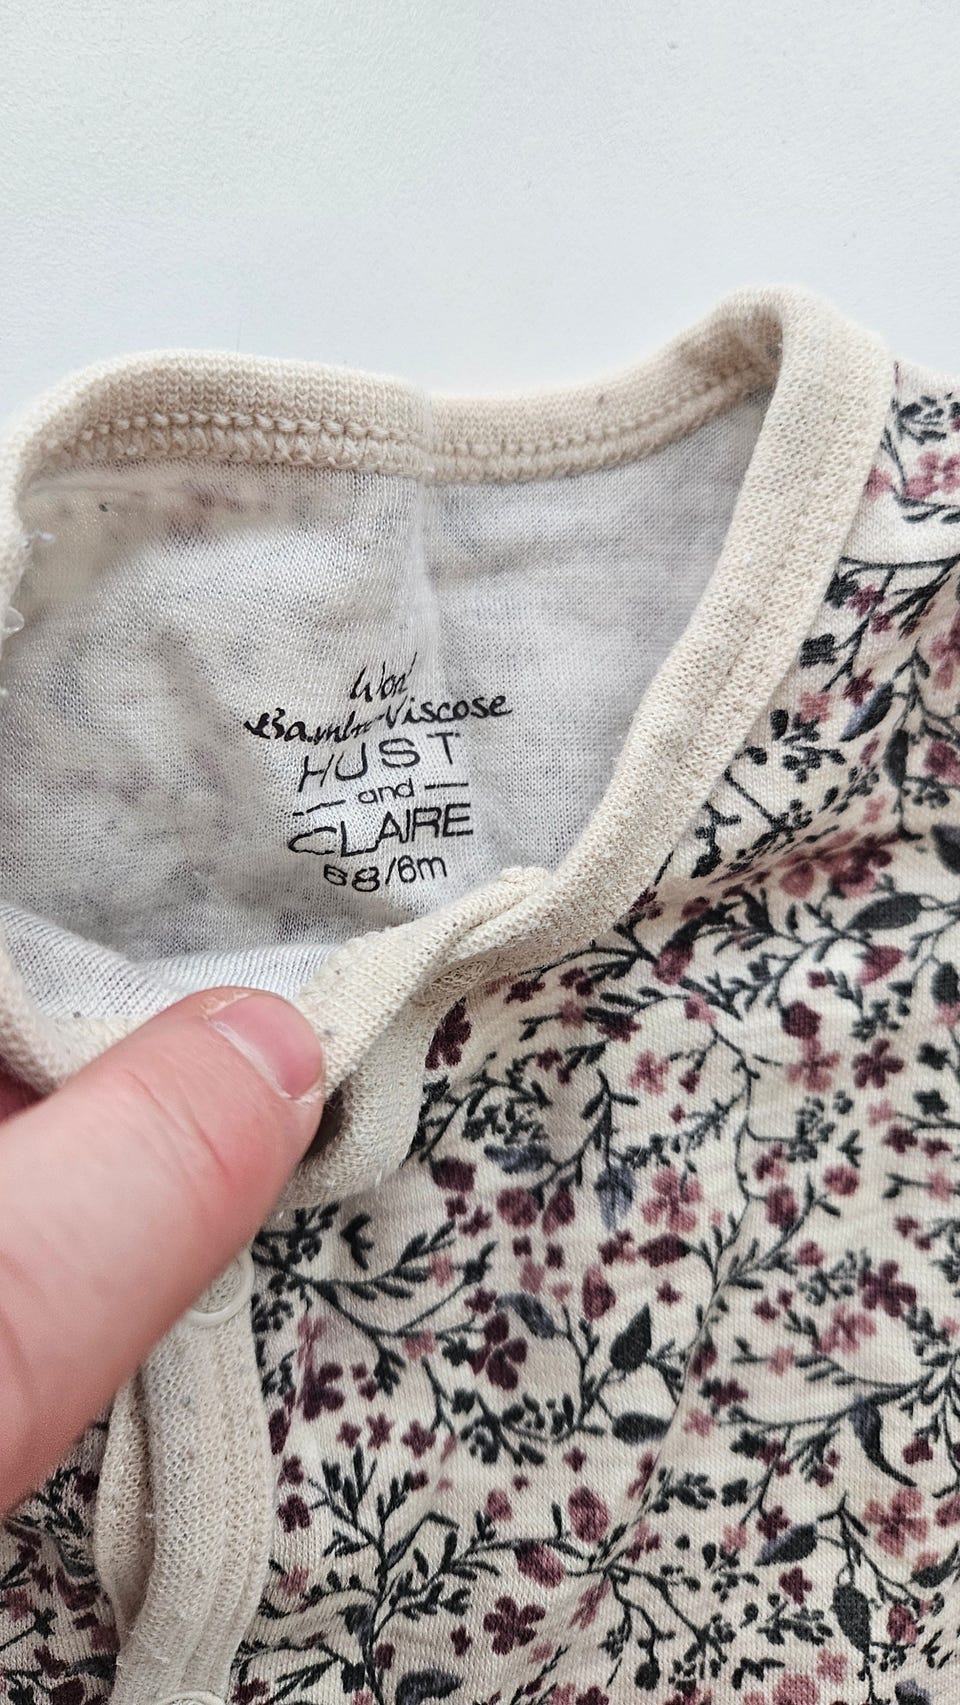 Wool
Bamboo Viscose
HUST
and
CLAIRE
68/6m